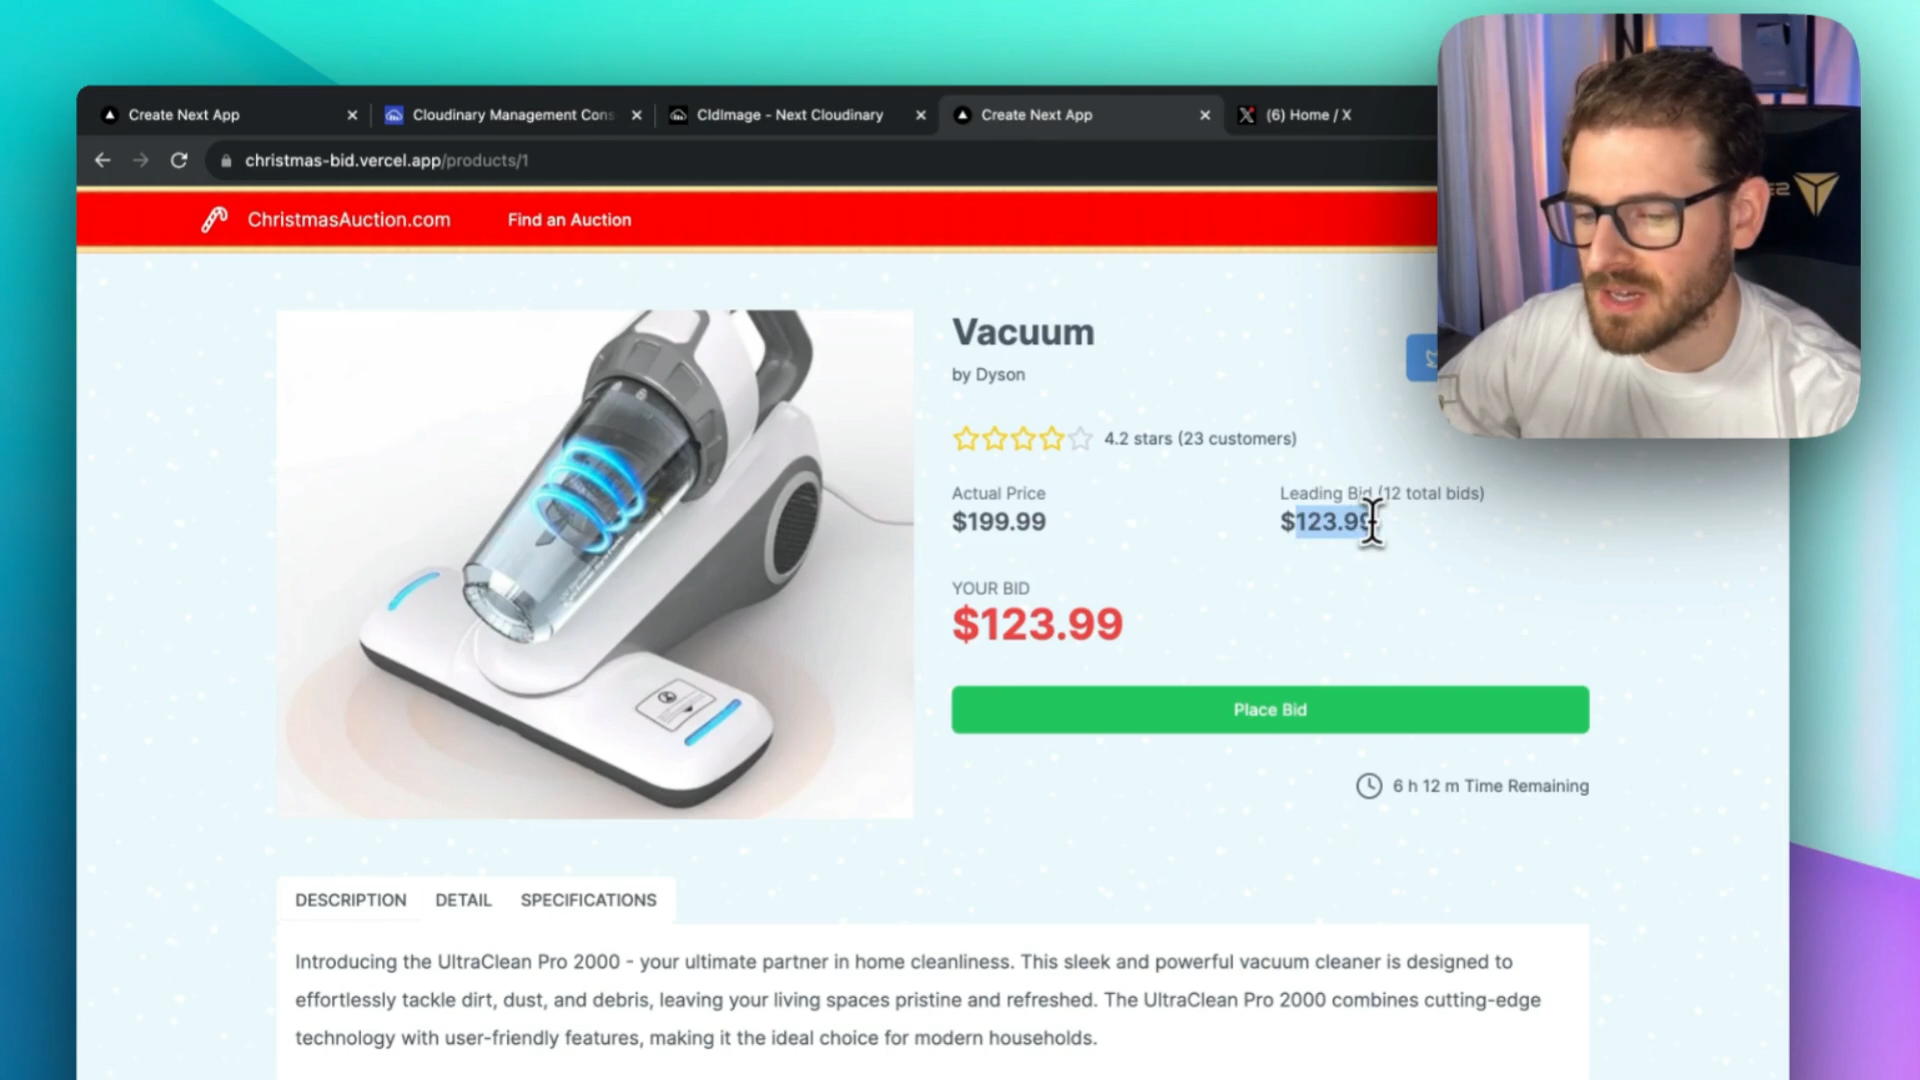 Create Next App
Cloudinary Management Cons
CldImage - Next Cloudinary
Create Next App
(6) Home / X
christmas-bid.vercel.app/products/1
ChristmasAuction.com
Find an Auction
Vacuum
by Dyson
4.2 stars (23 customers)
Actual Price
Leading Bid (12 total bids)
$199.99
$123.99
YOUR BID
$123.99
Place Bid
6 h 12 m Time Remaining
DESCRIPTION
DETAIL
SPECIFICATIONS
Introducing the UltraClean Pro 2000 - your ultimate partner in home cleanliness. This sleek and powerful vacuum cleaner is designed to
effortlessly tackle dirt, dust, and debris, leaving your living spaces pristine and refreshed. The UltraClean Pro 2000 combines cutting-edge
technology with user-friendly features, making it the ideal choice for modern households.